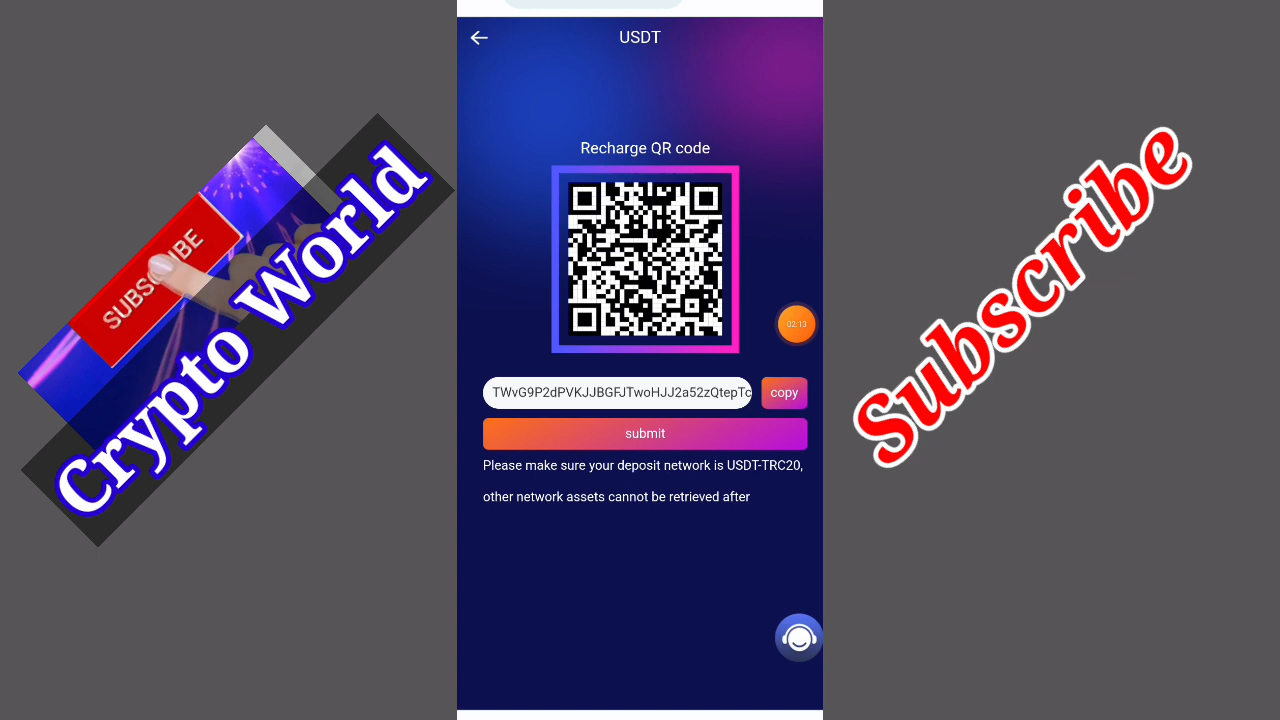 USDT
Recharge QR code
SUBSCRIBE
Crypto World
Subscribe
02:13
TWvG9P2dPVKJJBGFJTwoHJJ2a52zQtepTc
copy
submit
Please make sure your deposit network is USDT-TRC20,
other network assets cannot be retrieved after